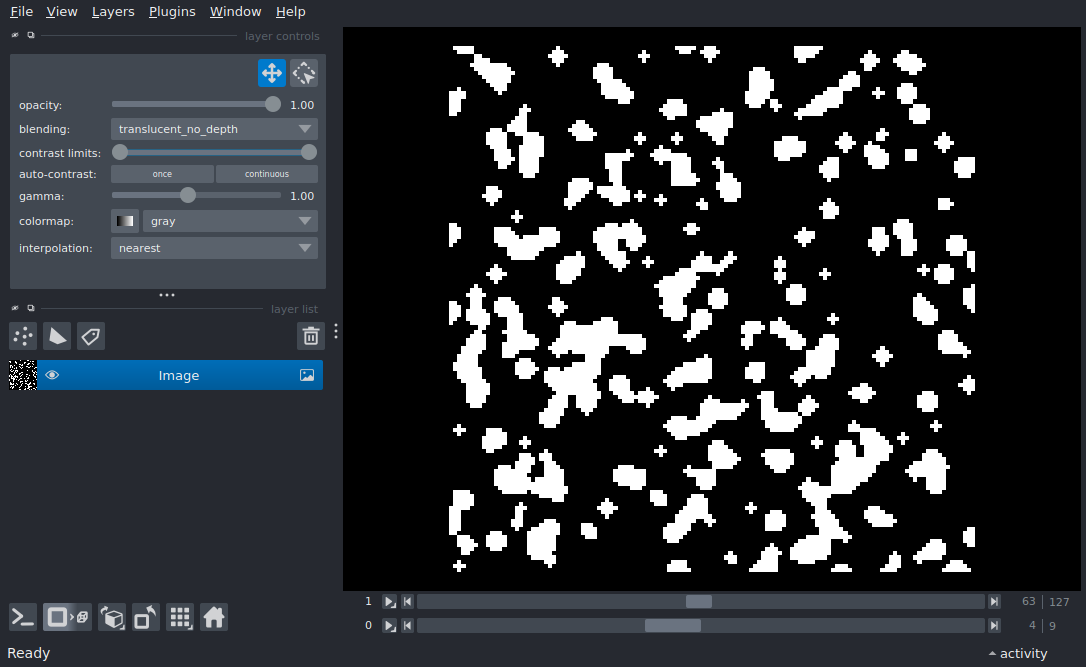 File View Layers Plugins Window Help
layer controls
opacity: 1.00
blending: translucent_no_depth
contrast limits:
auto-contrast: once continuous
gamma: 1.00
colormap: gray
interpolation: nearest
layer list
Image
1 63 127
0 4 9
Ready activity